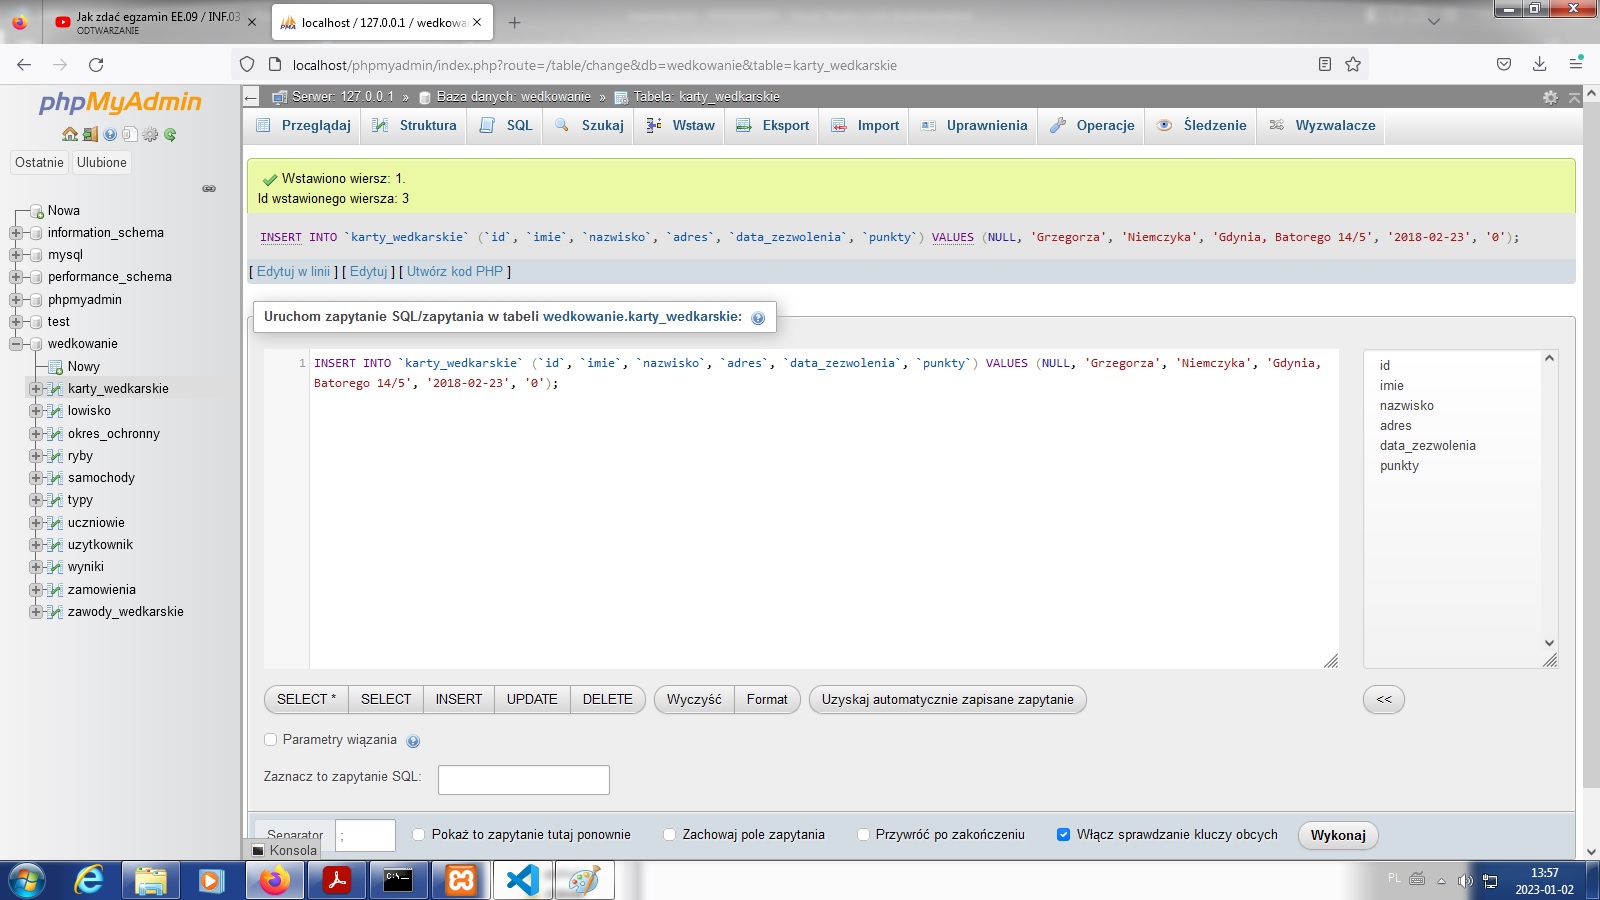 Jak zdać egzamin EE.09 / INF.03
ODTWARZANIE
localhost / 127.0.0.1 / wedkowa
localhost/phpmyadmin/index.php?route=/table/change&db=wedkowanie&table=karty_wedkarskie
phpMyAdmin
Ostatnie
Ulubione
Nowa
information_schema
mysql
performance_schema
phpmyadmin
test
wedkowanie
Nowy
karty_wedkarskie
lowisko
okres_ochronny
ryby
samochody
typy
uczniowie
uzytkownik
wyniki
zamowienia
zawody_wedkarskie
Serwer: 127.0.0.1 » Baza danych: wedkowanie » Tabela: karty_wedkarskie
Przeglądaj Struktura SQL Szukaj Wstaw Eksport Import Uprawnienia Operacje Śledzenie Wyzwalacze
Wstawiono wiersz: 1.
Id wstawionego wiersza: 3
INSERT INTO `karty_wedkarskie` (`id`, `imie`, `nazwisko`, `adres`, `data_zezwolenia`, `punkty`) VALUES (NULL, 'Grzegorza', 'Niemczyka', 'Gdynia, Batorego 14/5', '2018-02-23', '0');
[ Edytuj w linii ] [ Edytuj ] [ Utwórz kod PHP ]
Uruchom zapytanie SQL/zapytania w tabeli wedkowanie.karty_wedkarskie:
1 INSERT INTO `karty_wedkarskie` (`id`, `imie`, `nazwisko`, `adres`, `data_zezwolenia`, `punkty`) VALUES (NULL, 'Grzegorza', 'Niemczyka', 'Gdynia,
Batorego 14/5', '2018-02-23', '0');
id
imie
nazwisko
adres
data_zezwolenia
punkty
SELECT * SELECT INSERT UPDATE DELETE Wyczyść Format Uzyskaj automatycznie zapisane zapytanie <<
Parametry wiązania
Zaznacz to zapytanie SQL:
Separator ; Pokaż to zapytanie tutaj ponownie Zachowaj pole zapytania Przywróć po zakończeniu Włącz sprawdzanie kluczy obcych Wykonaj
Konsola
PL
13:57
2023-01-02